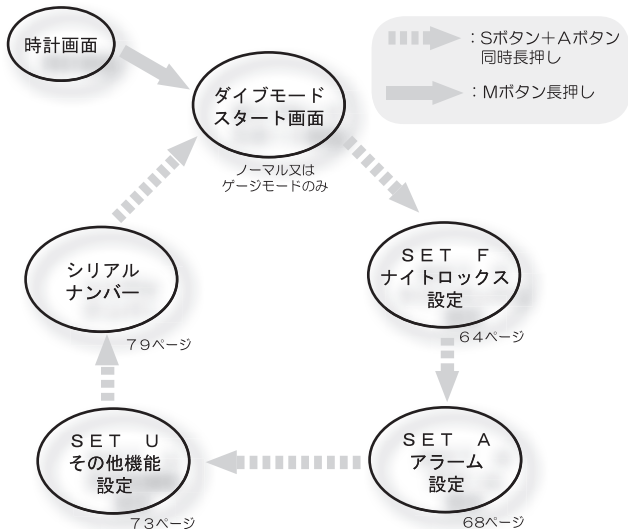 時計画面
：Sボタン＋Aボタン
同時長押し
：Mボタン長押し
ダイブモード
スタート画面
ノーマル又は
ゲージモードのみ
シリアル
ナンバー
79ページ
ＳＥＴ　Ｆ
ナイトロックス
設定
64ページ
ＳＥＴ　Ｕ
その他機能
設定
73ページ
ＳＥＴ　Ａ
アラーム
設定
68ページ